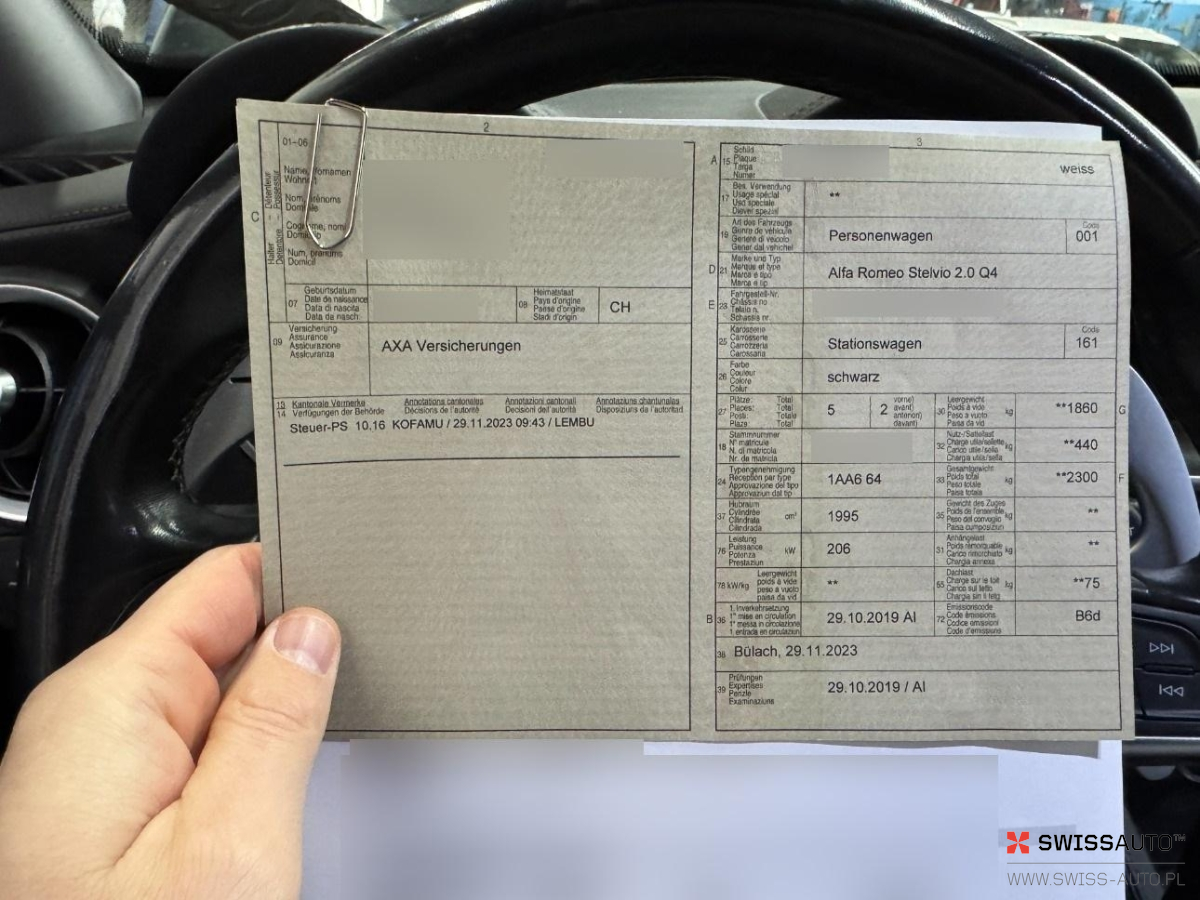 2
01-06
Halter
Détenteur
Detentore
Possessur
C
Name, Vornamen
Wohnort
Nom, prénoms
Domicile
Cognome, nomi
Domicilio
Num, prenums
Domicil
07
Geburtsdatum
Date de naissance
Data di nascita
Data da nasch.
08
Heimatstaat
Pays d'origine
Paese d'origine
Stadi d'origin
CH
09
Versicherung
Assurance
Assicurazione
Assicuranza
AXA Versicherungen
13 Kantonale Vermerke Annotations cantonales Annotazioni cantonali Annotaziuns chantunalas
14 Verfügungen der Behörde Décisions de l'autorité Decisioni dell'autorità Disposiziuns da l'autoritad
Steuer-PS 10.16 KOFAMU / 29.11.2023 09:43 / LEMBU
3
A 15
Schild
Plaque
Targa
Numer
weiss
17
Bes. Verwendung
Usage spécial
Uso speciale
Diever spezial
**
19
Art des Fahrzeugs
Genre de véhicule
Genere di veicolo
Gener dal vehichel
Personenwagen
Code
001
D 21
Marke und Typ
Marque et type
Marca e tipo
Marca e tip
Alfa Romeo Stelvio 2.0 Q4
E 23
Fahrgestell-Nr.
Châssis no
Telaio n.
Schassis nr.
25
Karosserie
Carrosserie
Carrozzeria
Carossaria
Stationswagen
Code
161
26
Farbe
Couleur
Colore
Colur
schwarz
27
Plätze: Total
Places: Total
Posti: Totale
Plazs: Total
5
2
vorne)
avant)
anteriori)
davant)
30
Leergewicht
Poids à vide
Peso a vuoto
Paisa da vid
kg
**1860
G
18
Stammnummer
N° matricule
N. di matricola
Nr. da matricla
32
Nutz-/Sattellast
Charge utile/sellette
Carico utile/sella
Chargia utila/sella
kg
**440
24
Typengenehmigung
Réception par type
Approvazione del tipo
Approvaziun dal tip
1AA6 64
33
Gesamtgewicht
Poids total
Peso totale
Paisa totala
kg
**2300
F
37
Hubraum
Cylindrée
Cilindrata
Cilindrada
cm³
1995
35
Gewicht des Zuges
Poids de l'ensemble
Peso del convoglio
Paisa cumposiziun
kg
**
76
Leistung
Puissance
Potenza
Prestaziun
kW
206
31
Anhängelast
Poids remorquable
Carico rimorchiato
Chargia annexa
kg
**
78 kW/kg
Leergewicht
poids à vide
peso a vuoto
paisa da vid
**
55
Dachlast
Charge sur le toit
Carico sul tetto
Chargia sin il tetg
kg
**75
B 36
1. Inverkehrsetzung
1re mise en circulation
1a messa in circolazione
1. entrada en circulaziun
29.10.2019 AI
72
Emissionscode
Code émissions
Codice emissioni
Code d'emissiuns
B6d
38
Bülach, 29.11.2023
39
Prüfungen
Expertises
Perizie
Examinaziuns
29.10.2019 / AI
SWISSAUTO™
WWW.SWISS-AUTO.PL